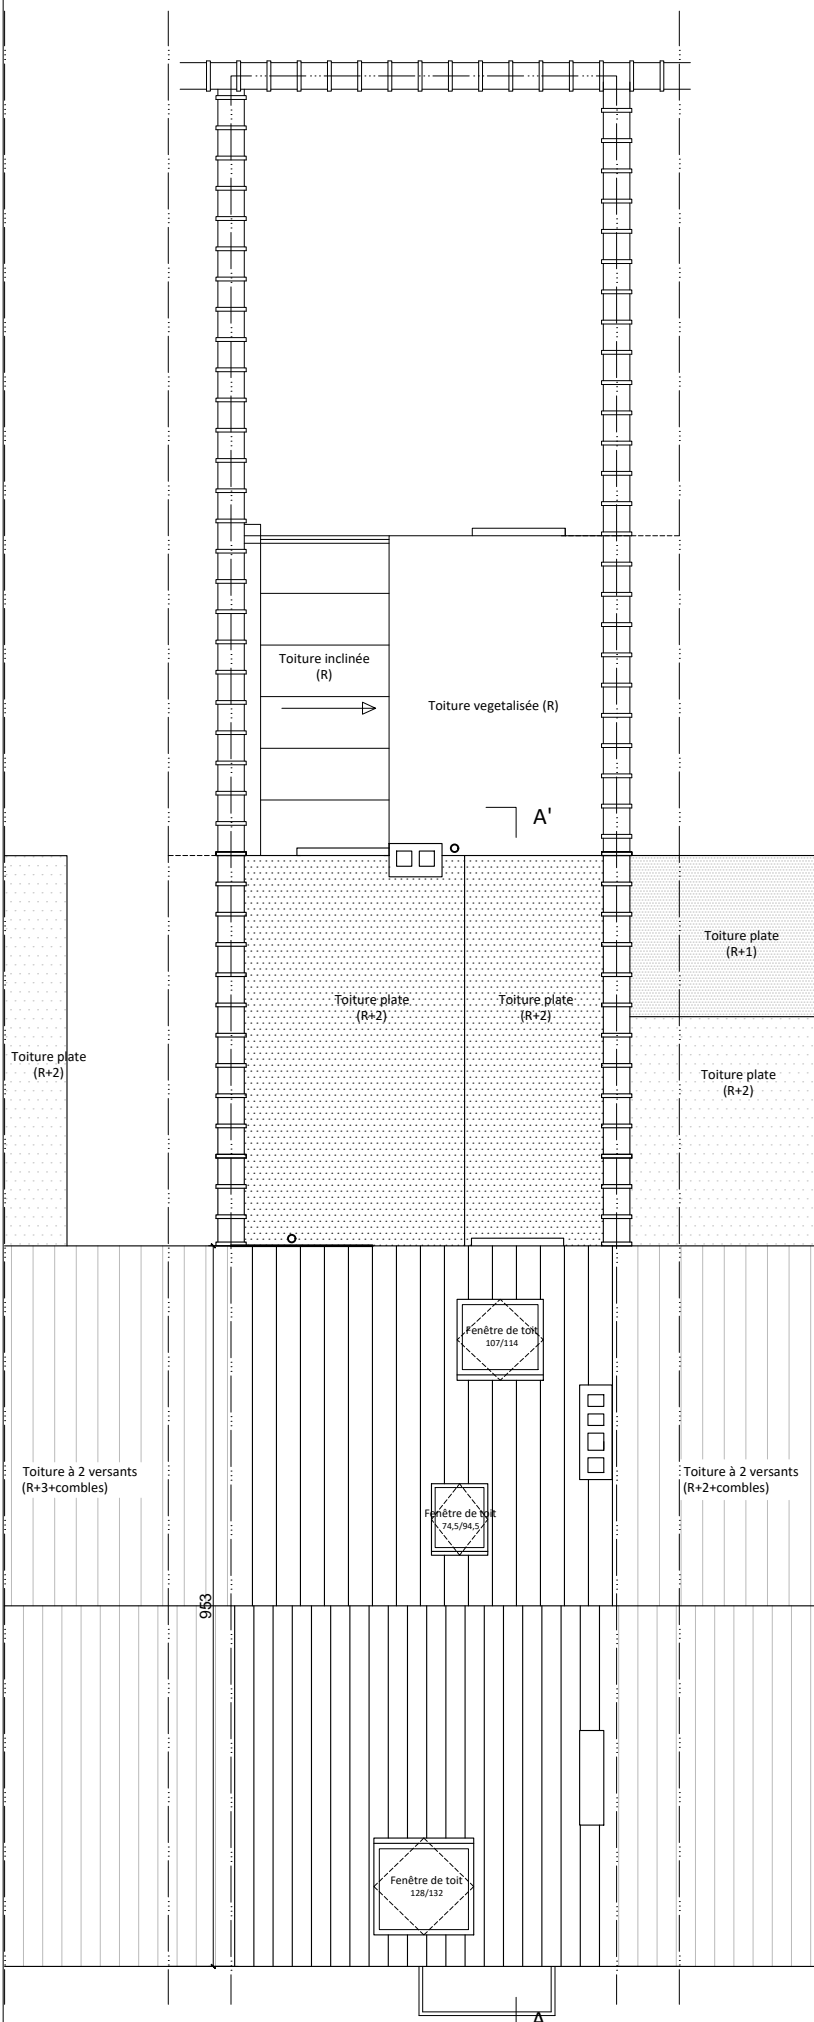 Toiture inclinée
(R)
Toiture vegetalisée (R)
A'
Toiture plate
(R+1)
Toiture plate
(R+2)
Toiture plate
(R+2)
Toiture plate
(R+2)
Toiture plate
(R+2)
Fenêtre de toit
107/114
Toiture à 2 versants
(R+3+combles)
Toiture à 2 versants
(R+2+combles)
Fenêtre de toit
74,5/94,5
953
Fenêtre de toit
128/132
A